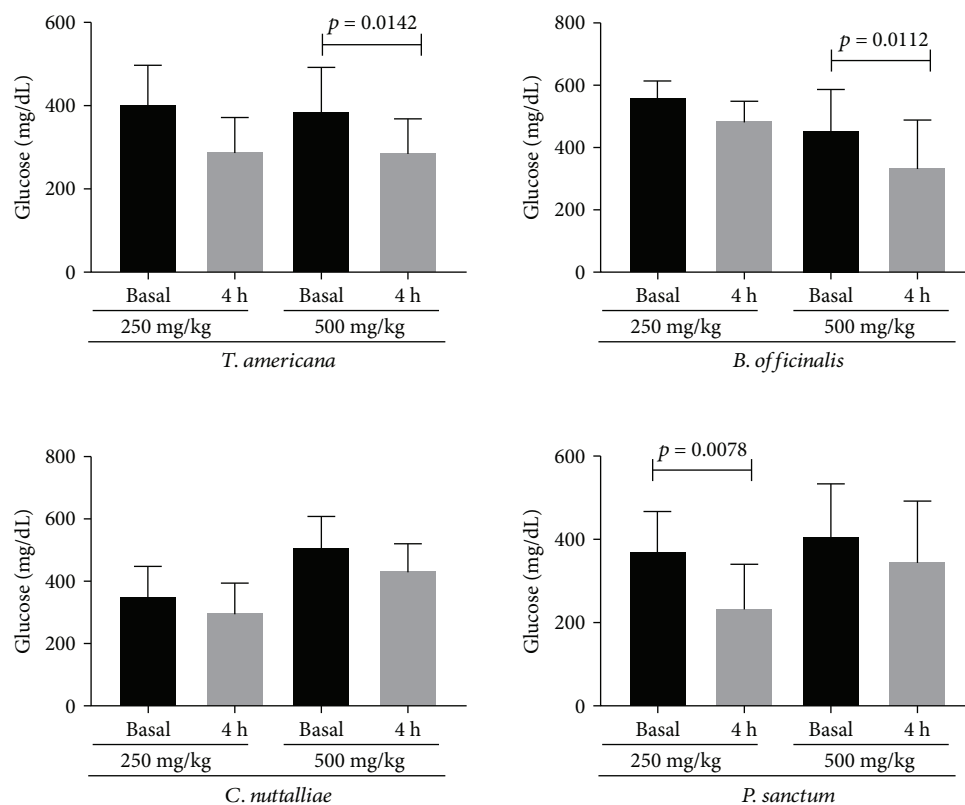 600
400
200
0
Glucose (mg/dL)
p = 0.0142
Basal 4 h Basal 4 h
250 mg/kg 500 mg/kg
T. americana
800
600
400
200
0
Glucose (mg/dL)
p = 0.0112
Basal 4 h Basal 4 h
250 mg/kg 500 mg/kg
B. officinalis
800
600
400
200
0
Glucose (mg/dL)
Basal 4 h Basal 4 h
250 mg/kg 500 mg/kg
C. nuttalliae
600
400
200
0
Glucose (mg/dL)
p = 0.0078
Basal 4 h Basal 4 h
250 mg/kg 500 mg/kg
P. sanctum